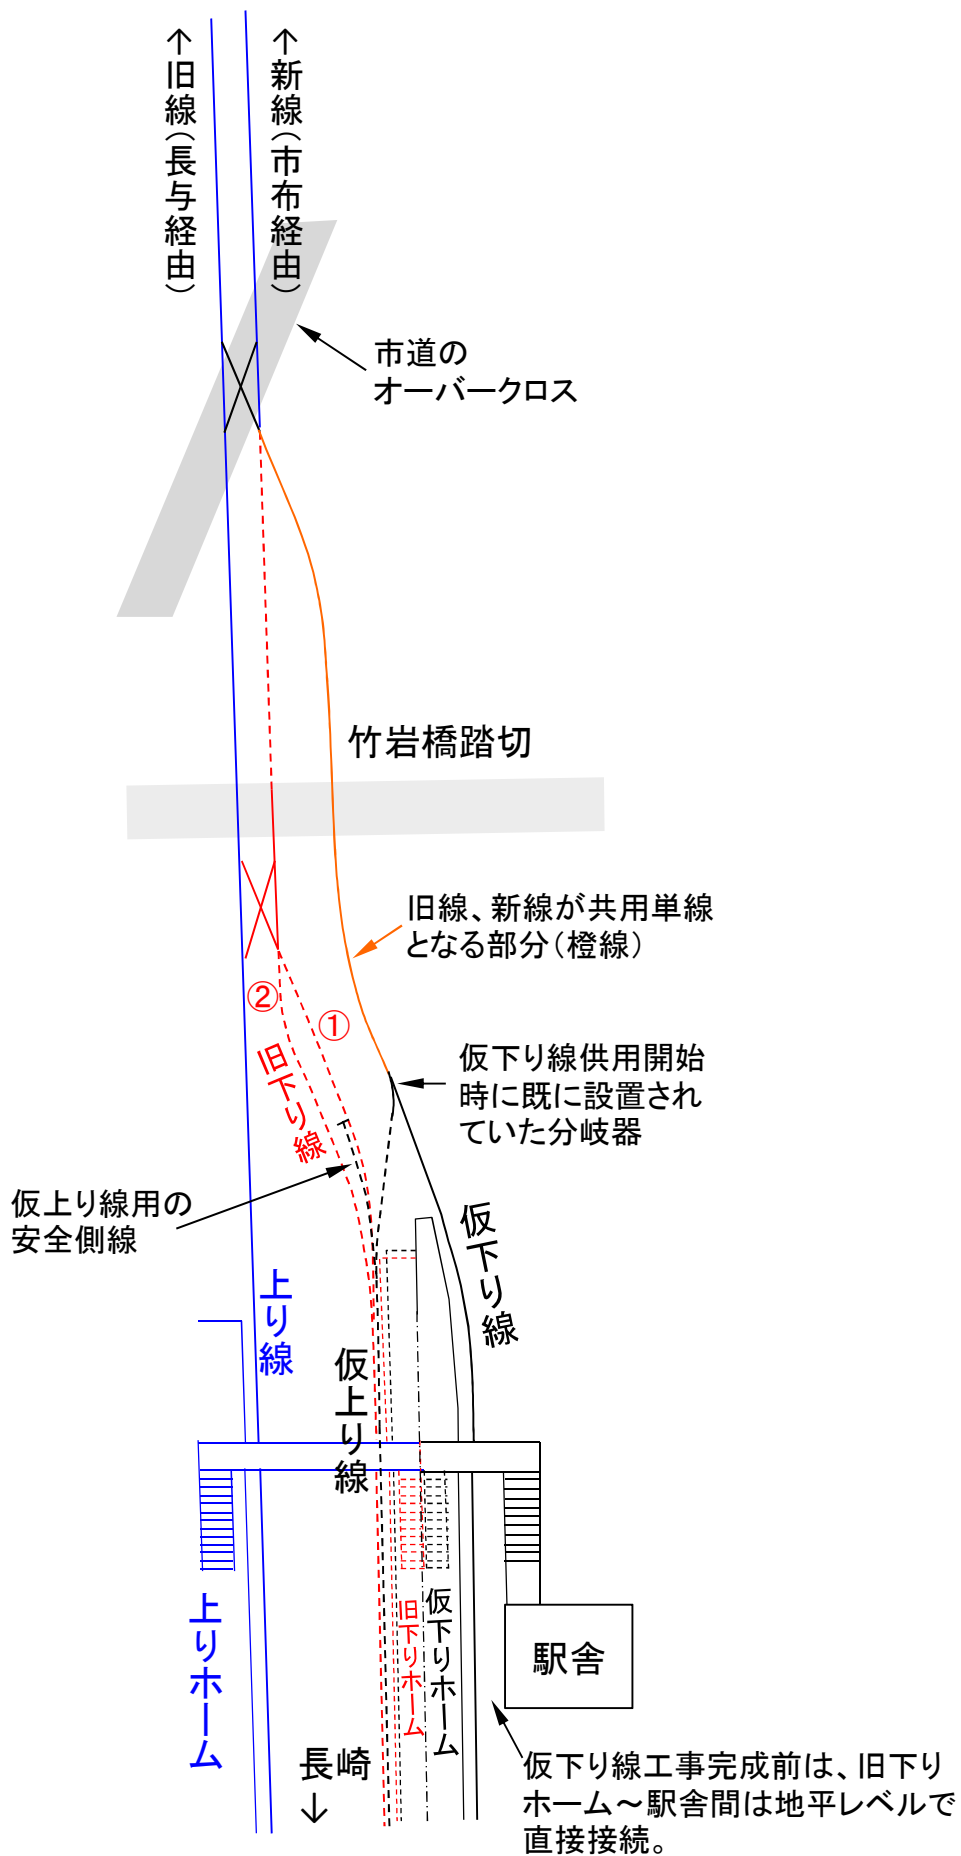 ↑旧線(長与経由)
↑新線(市布経由)
市道の
オーバークロス
竹岩橋踏切
旧線、新線が共用単線
となる部分(橙線)
②
①
旧下り線
仮下り線供用開始
時に既に設置され
ていた分岐器
仮上り線用の
安全側線
仮下り線
上り線
仮上り線
上りホーム
旧下りホーム
仮下りホーム
駅舎
長崎
↓
仮下り線工事完成前は、旧下り
ホーム～駅舎間は地平レベルで
直接接続。